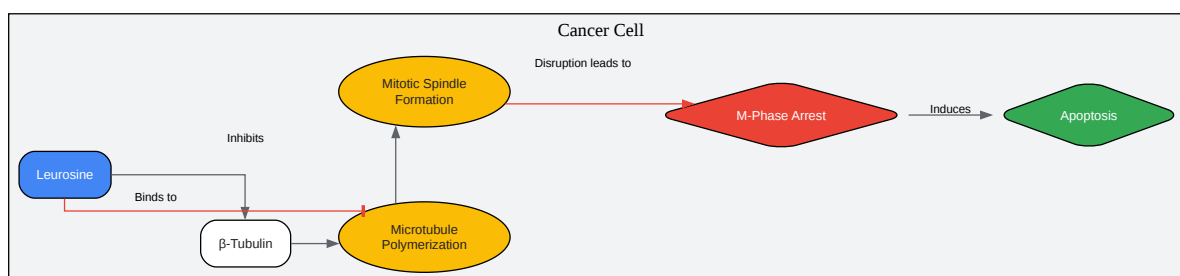 Cancer Cell
Disruption leads to
Mitotic Spindle
Formation
M-Phase Arrest
Induces
Apoptosis
Inhibits
Leurosine
Binds to
β-Tubulin
Microtubule
Polymerization